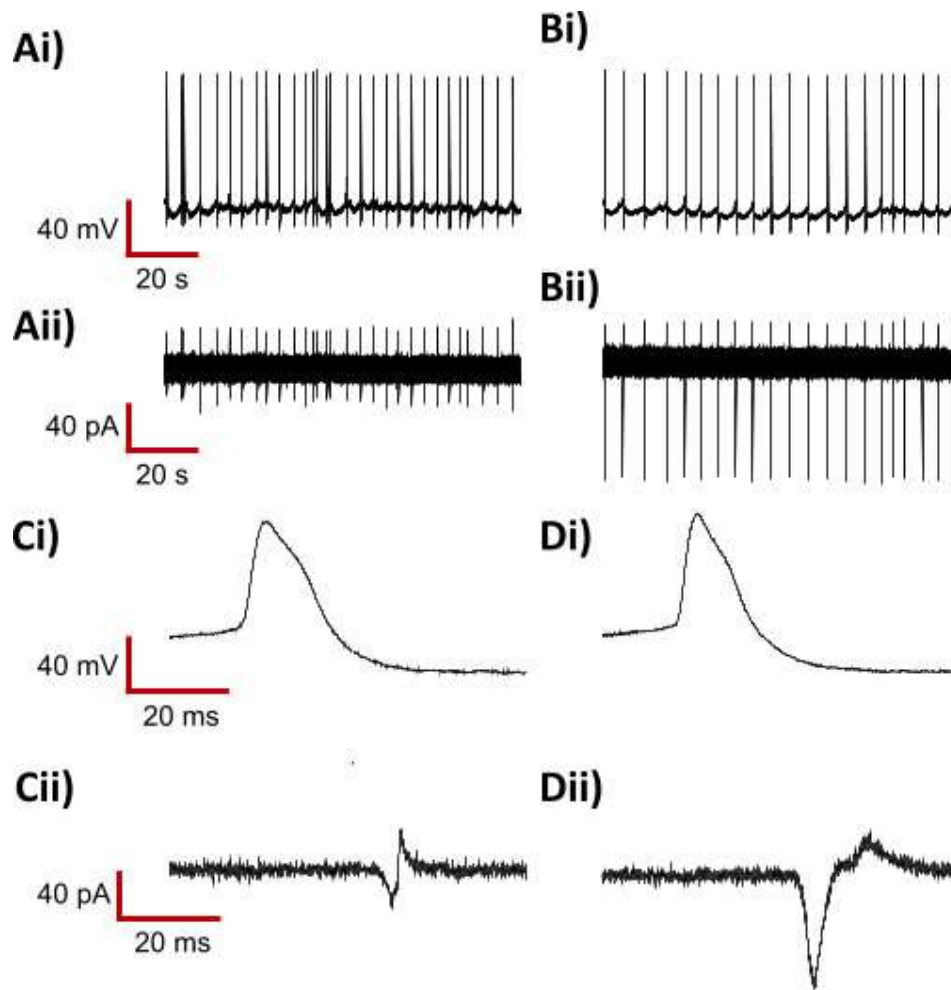 Ai)
Bi)
40 mV
20 s
Aii)
Bii)
40 pA
20 s
Ci)
Di)
40 mV
20 ms
Cii)
Dii)
40 pA
20 ms